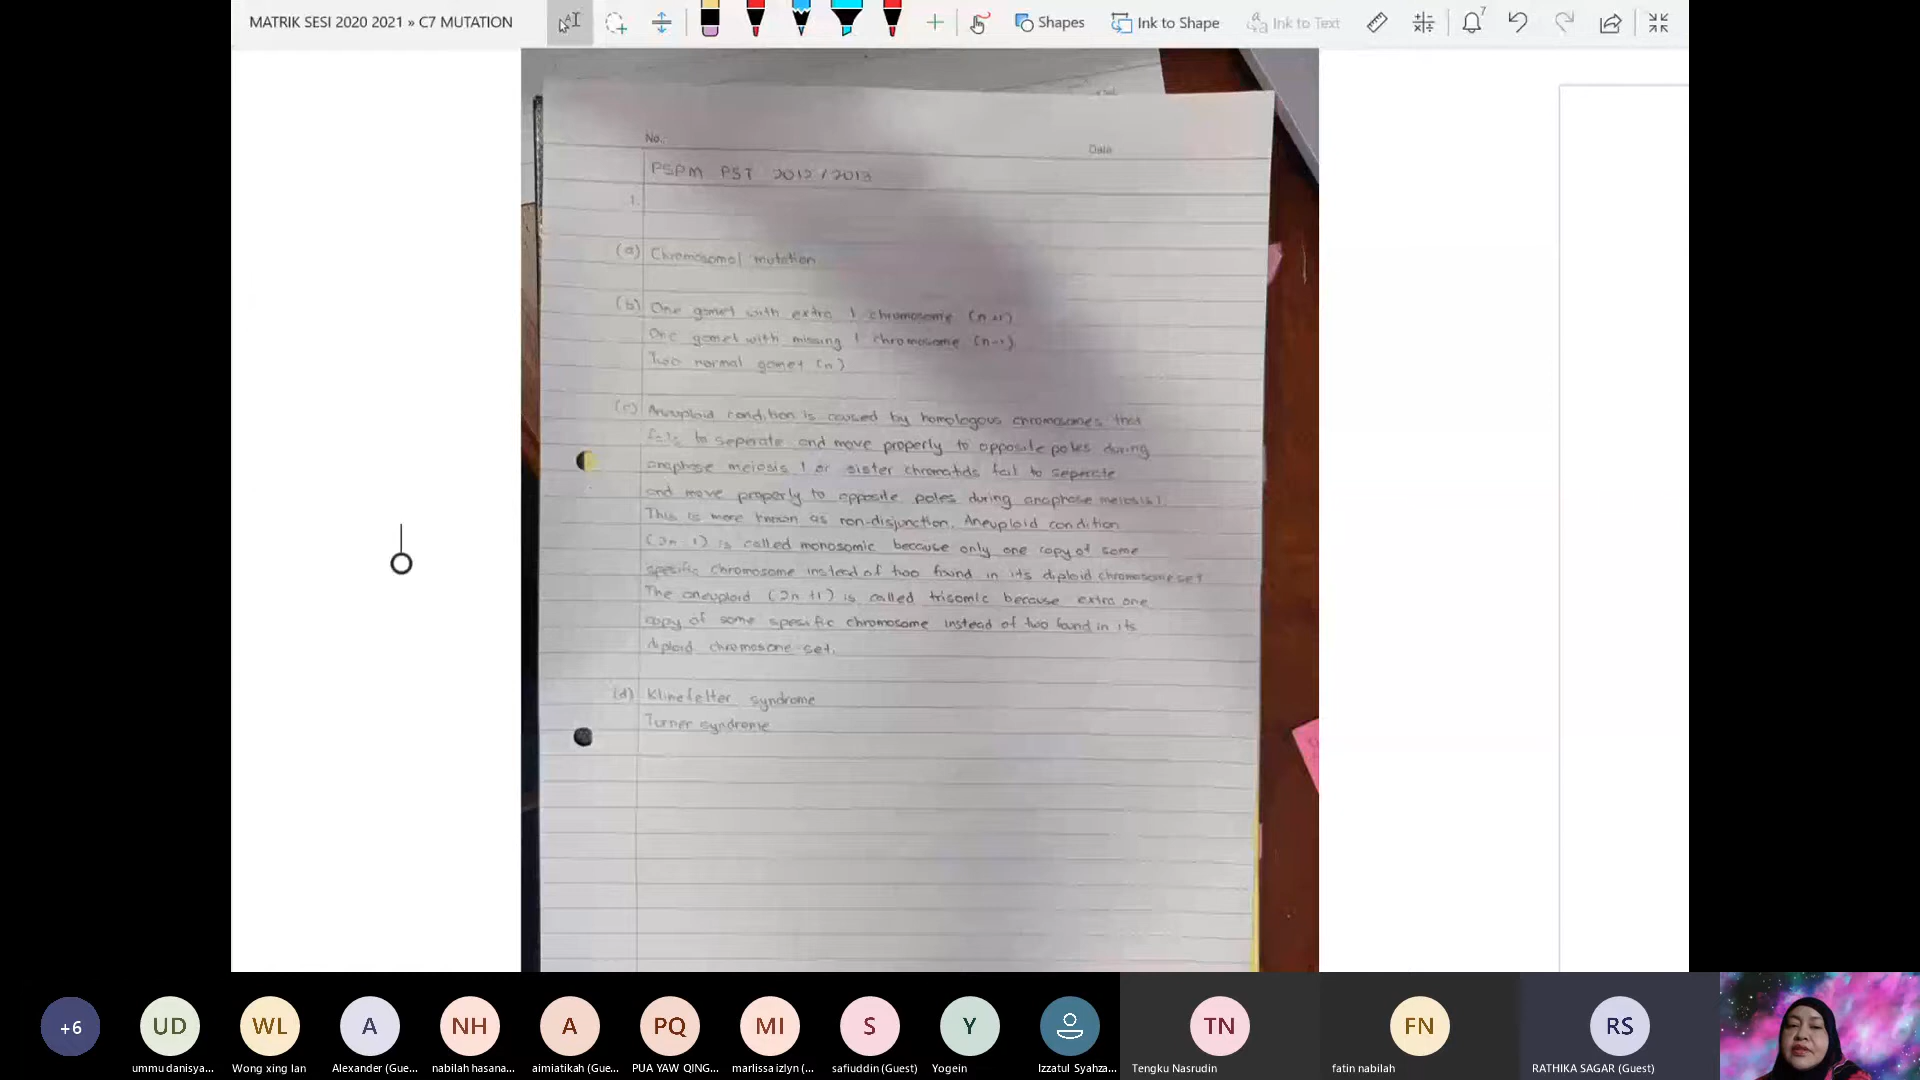 MATRIK SESI 2020 2021 » C7 MUTATION
Shapes
Ink to Shape
Ink to Text
7
No.
Date
PSPM PST 2012/2013
1.
(a) Chromosomal mutation
(b) One gamet with extra 1 chromosome (n+1)
One gamet with missing 1 chromosome (n-1)
Two normal gamet (n)
(c) Aneuploid condition is caused by homologous chromosomes that
fails to seperate and move properly to opposite poles during
anaphase meiosis 1 or sister chromatids fail to seperate
and move properly to opposite poles during anaphase meiosis
This is more known as non-disjunction. Aneuploid condition
(2n-1) is called monosomic because only one copy of some
spesific chromosome instead of two found in its diploid chromosome set
The aneuploid (2n+1) is called trisomic because extra one
copy of some spesific chromosome instead of two found in its
diploid chromosome set.
(d) Klinefelter syndrome
Turner syndrome
+6
UD
WL
A
NH
A
PQ
MI
S
Y
TN
FN
RS
ummu danisya...
Wong xing lan
Alexander (Gue...
nabilah hasana...
aimiatikah (Gue...
PUA YAW QING...
marlissa izlyn (...
safiuddin (Guest)
Yogein
Izzatul Syahza...
Tengku Nasrudin
fatin nabilah
RATHIKA SAGAR (Guest)